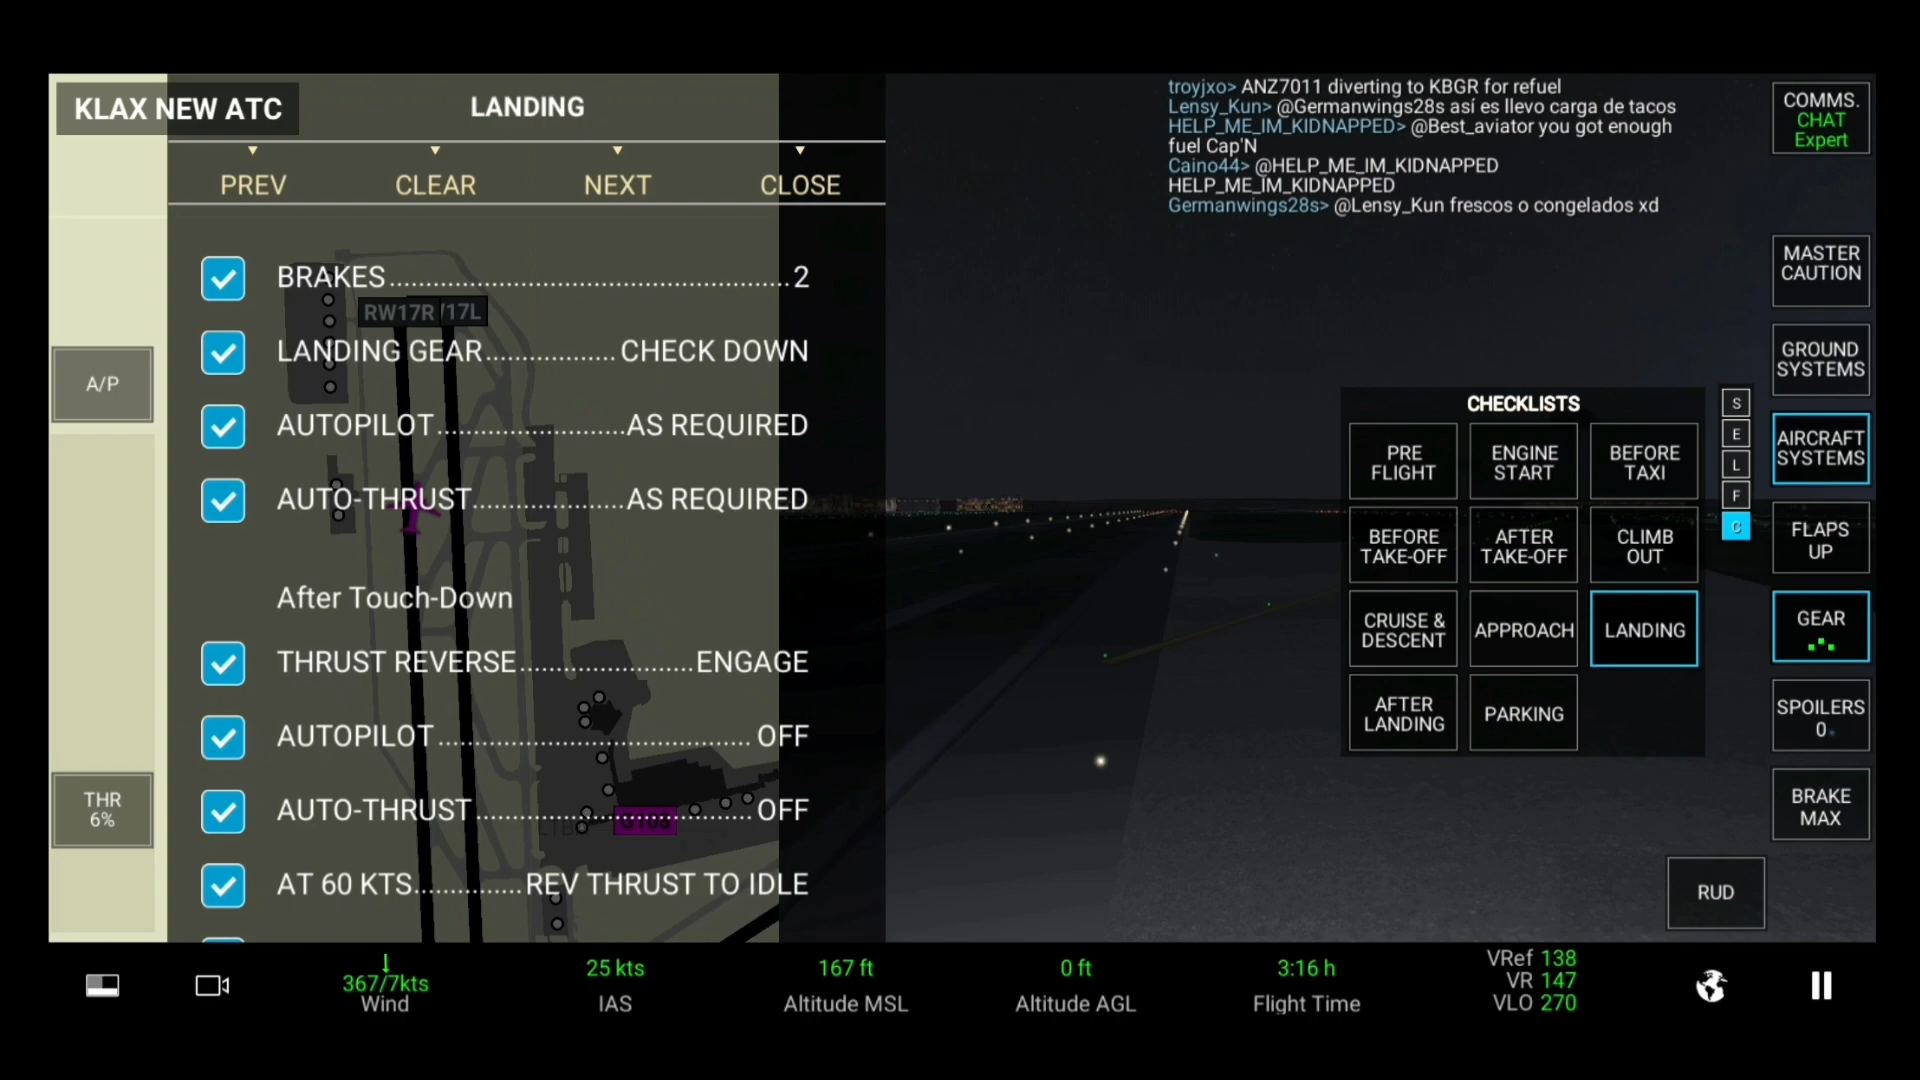 KLAX NEW ATC
LANDING
PREV
CLEAR
NEXT
CLOSE
BRAKES..................................................2
LANDING GEAR.................CHECK DOWN
AUTOPILOT.........................AS REQUIRED
AUTO-THRUST....................AS REQUIRED
After Touch-Down
THRUST REVERSE.......................ENGAGE
AUTOPILOT.........................................OFF
AUTO-THRUST....................................OFF
AT 60 KTS..............REV THRUST TO IDLE
RW17R
/17L
A/P
THR
6%
troyjxo> ANZ7011 diverting to KBGR for refuel
Lensy_Kun> @Germanwings28s así es llevo carga de tacos
HELP_ME_IM_KIDNAPPED> @Best_aviator you got enough
fuel Cap'N
Caino44> @HELP_ME_IM_KIDNAPPED
HELP_ME_IM_KIDNAPPED
Germanwings28s> @Lensy_Kun frescos o congelados xd
CHECKLISTS
PRE
FLIGHT
ENGINE
START
BEFORE
TAXI
BEFORE
TAKE-OFF
AFTER
TAKE-OFF
CLIMB
OUT
CRUISE &
DESCENT
APPROACH
LANDING
AFTER
LANDING
PARKING
S
E
L
F
C
COMMS.
CHAT
Expert
MASTER
CAUTION
GROUND
SYSTEMS
AIRCRAFT
SYSTEMS
FLAPS
UP
GEAR
SPOILERS
0
BRAKE
MAX
RUD
367/7kts
Wind
25 kts
IAS
167 ft
Altitude MSL
0 ft
Altitude AGL
3:16 h
Flight Time
VRef 138
VR 147
VLO 270